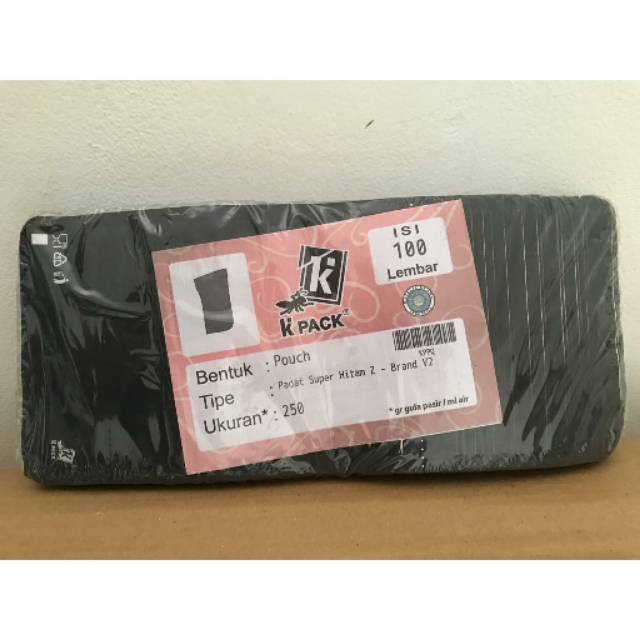 ISI
100
Lembar
K PACK
Bentuk : Pouch
Tipe : Padat Super Hitam Z - Brand V2
Ukuran* : 250
* gr gula pasir / ml air